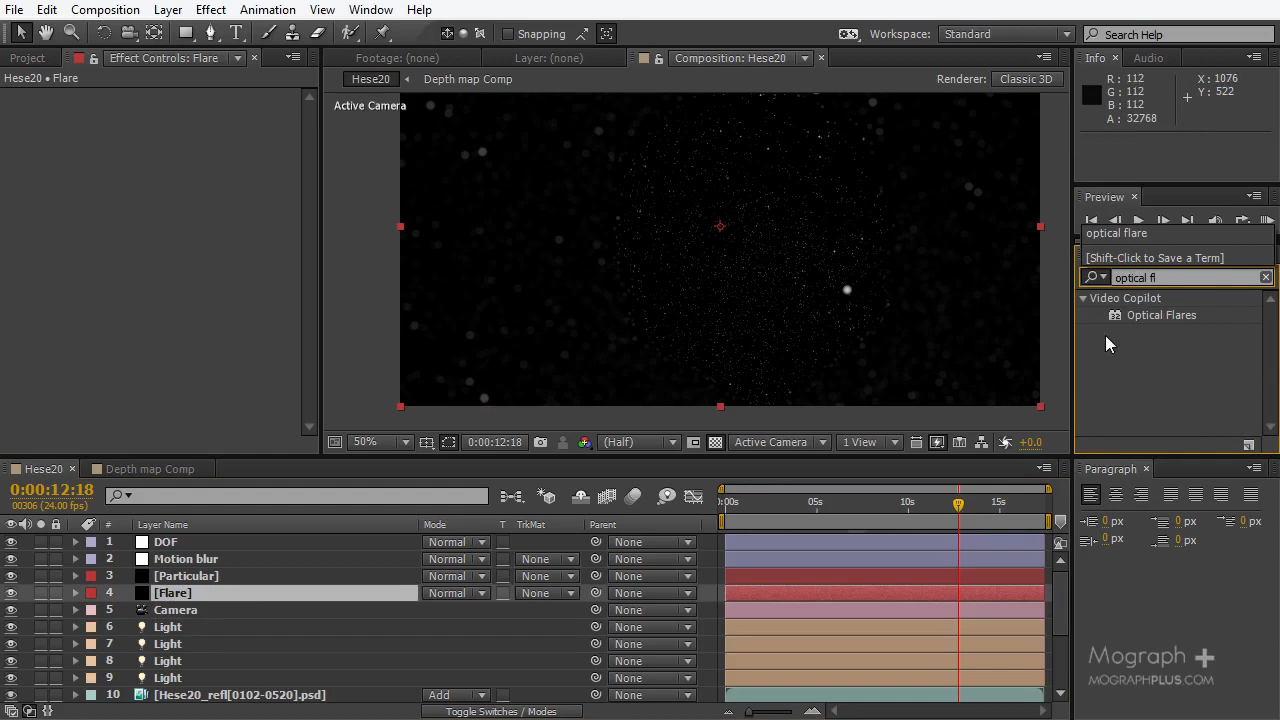 File Edit Composition Layer Effect Animation View Window Help
Snapping
Workspace: Standard
Search Help
Project
Effect Controls: Flare
Footage: (none)
Layer: (none)
Composition: Hese20
Info
Audio
Hese20 • Flare
Hese20
Depth map Comp
Renderer: Classic 3D
R: 112
G: 112
B: 112
A: 32768
X: 1076
Y: 522
Active Camera
Preview
optical flare
[Shift-Click to Save a Term]
optical fl
Video Copilot
Optical Flares
50%
0:00:12:18
(Half)
Active Camera
1 View
+0.0
Hese20
Depth map Comp
Paragraph
0:00:12:18
00306 (24.00 fps)
:00s 05s 10s 15s
# Layer Name Mode T TrkMat Parent
0 px 0 px 0 px
0 px 0 px
1 DOF Normal None
2 Motion blur Normal None None
3 [Particular] Normal None None
4 [Flare] Normal None None
5 Camera None
6 Light None
7 Light None
8 Light None
9 Light None
10 [Hese20_refl[0102-0520].psd] Add None None
Toggle Switches / Modes
Mograph +
MOGRAPHPLUS.COM